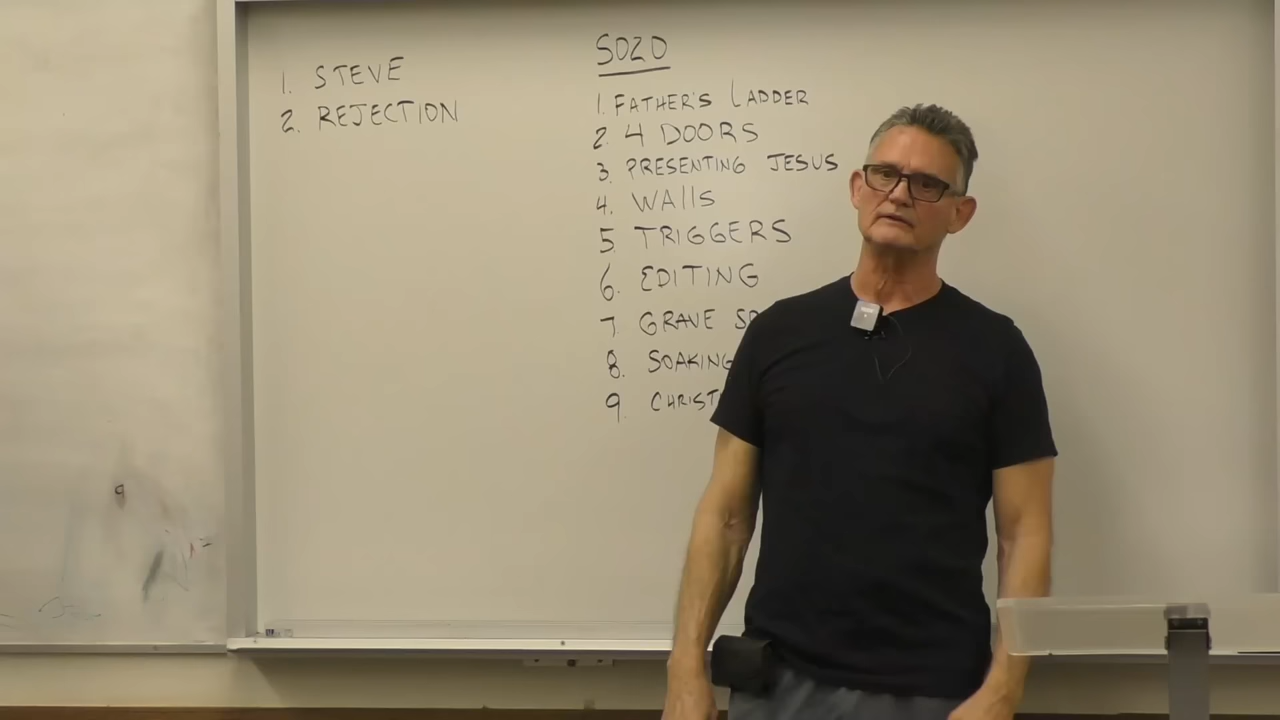 1. STEVE
2. REJECTION
SOZO
1. FATHER'S LADDER
2. 4 DOORS
3. PRESENTING JESUS
4. WALLS
5 TRIGGERS
6. EDITING
7 GRAVE
8. SOAKING
9